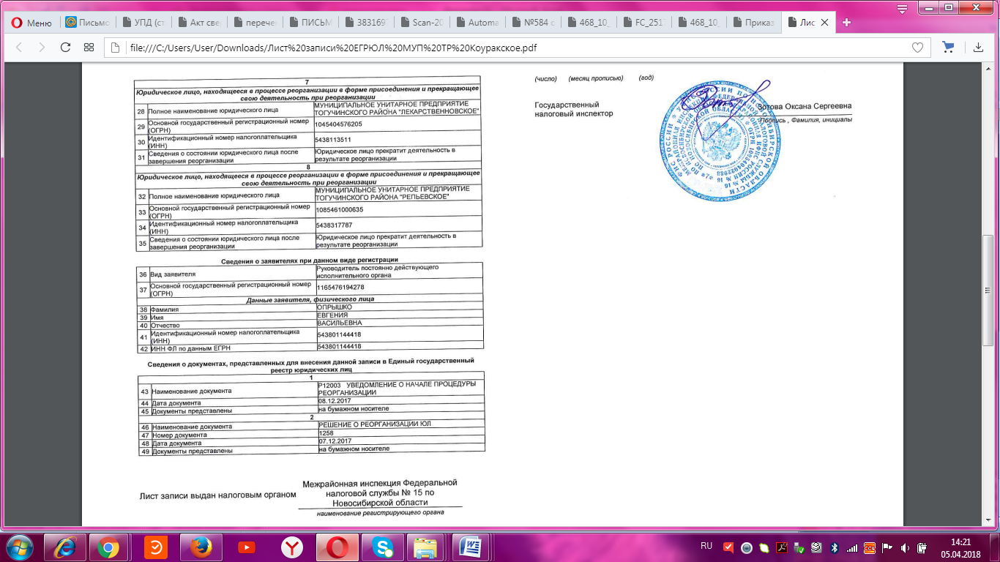 Меню
Письмо
УПД (ст
Акт све
перече
ПИСЬМ
383169
Scan-20
Automa
№584 о
468_10_
FC_251
468_10_
Приказ
Лис
file:///C:/Users/User/Downloads/Лист%20записи%20ЕГРЮЛ%20МУП%20ТР%20Коуракское.pdf
7
Юридическое лицо, находящееся в процессе реорганизации в форме присоединения и прекращающее
свою деятельность при реорганизации
28 Полное наименование юридического лица МУНИЦИПАЛЬНОЕ УНИТАРНОЕ ПРЕДПРИЯТИЕ
ТОГУЧИНСКОГО РАЙОНА "ЛЕКАРСТВЕННОВСКОЕ"
29 Основной государственный регистрационный номер
(ОГРН) 1045404576205
30 Идентификационный номер налогоплательщика
(ИНН) 5438113511
31 Сведения о состоянии юридического лица после
завершения реорганизации Юридическое лицо прекратит деятельность в
результате реорганизации
8
Юридическое лицо, находящееся в процессе реорганизации в форме присоединения и прекращающее
свою деятельность при реорганизации
32 Полное наименование юридического лица МУНИЦИПАЛЬНОЕ УНИТАРНОЕ ПРЕДПРИЯТИЕ
ТОГУЧИНСКОГО РАЙОНА "РЕПЬЕВСКОЕ"
33 Основной государственный регистрационный номер
(ОГРН) 1085461000635
34 Идентификационный номер налогоплательщика
(ИНН) 5438317787
35 Сведения о состоянии юридического лица после
завершения реорганизации Юридическое лицо прекратит деятельность в
результате реорганизации
Сведения о заявителях при данном виде регистрации
36 Вид заявителя Руководитель постоянно действующего
исполнительного органа
37 Основной государственный регистрационный номер
(ОГРН) 1165476194278
Данные заявителя, физического лица
38 Фамилия ОПРЫШКО
39 Имя ЕВГЕНИЯ
40 Отчество ВАСИЛЬЕВНА
41 Идентификационный номер налогоплательщика
(ИНН) 543801144418
42 ИНН ФЛ по данным ЕГРН 543801144418
Сведения о документах, представленных для внесения данной записи в Единый государственный
реестр юридических лиц
1
43 Наименование документа Р12003 УВЕДОМЛЕНИЕ О НАЧАЛЕ ПРОЦЕДУРЫ
РЕОРГАНИЗАЦИИ
44 Дата документа 08.12.2017
45 Документы представлены на бумажном носителе
2
46 Наименование документа РЕШЕНИЕ О РЕОРГАНИЗАЦИИ ЮЛ
47 Номер документа 1258
48 Дата документа 07.12.2017
49 Документы представлены на бумажном носителе
Лист записи выдан налоговым органом
Межрайонная инспекция Федеральной
налоговой службы № 15 по
Новосибирской области
наименование регистрирующего органа
(число) (месяц прописью) (год)
Государственный
налоговый инспектор
Зотова Оксана Сергеевна
Подпись , Фамилия, инициалы
RU
14:21
05.04.2018